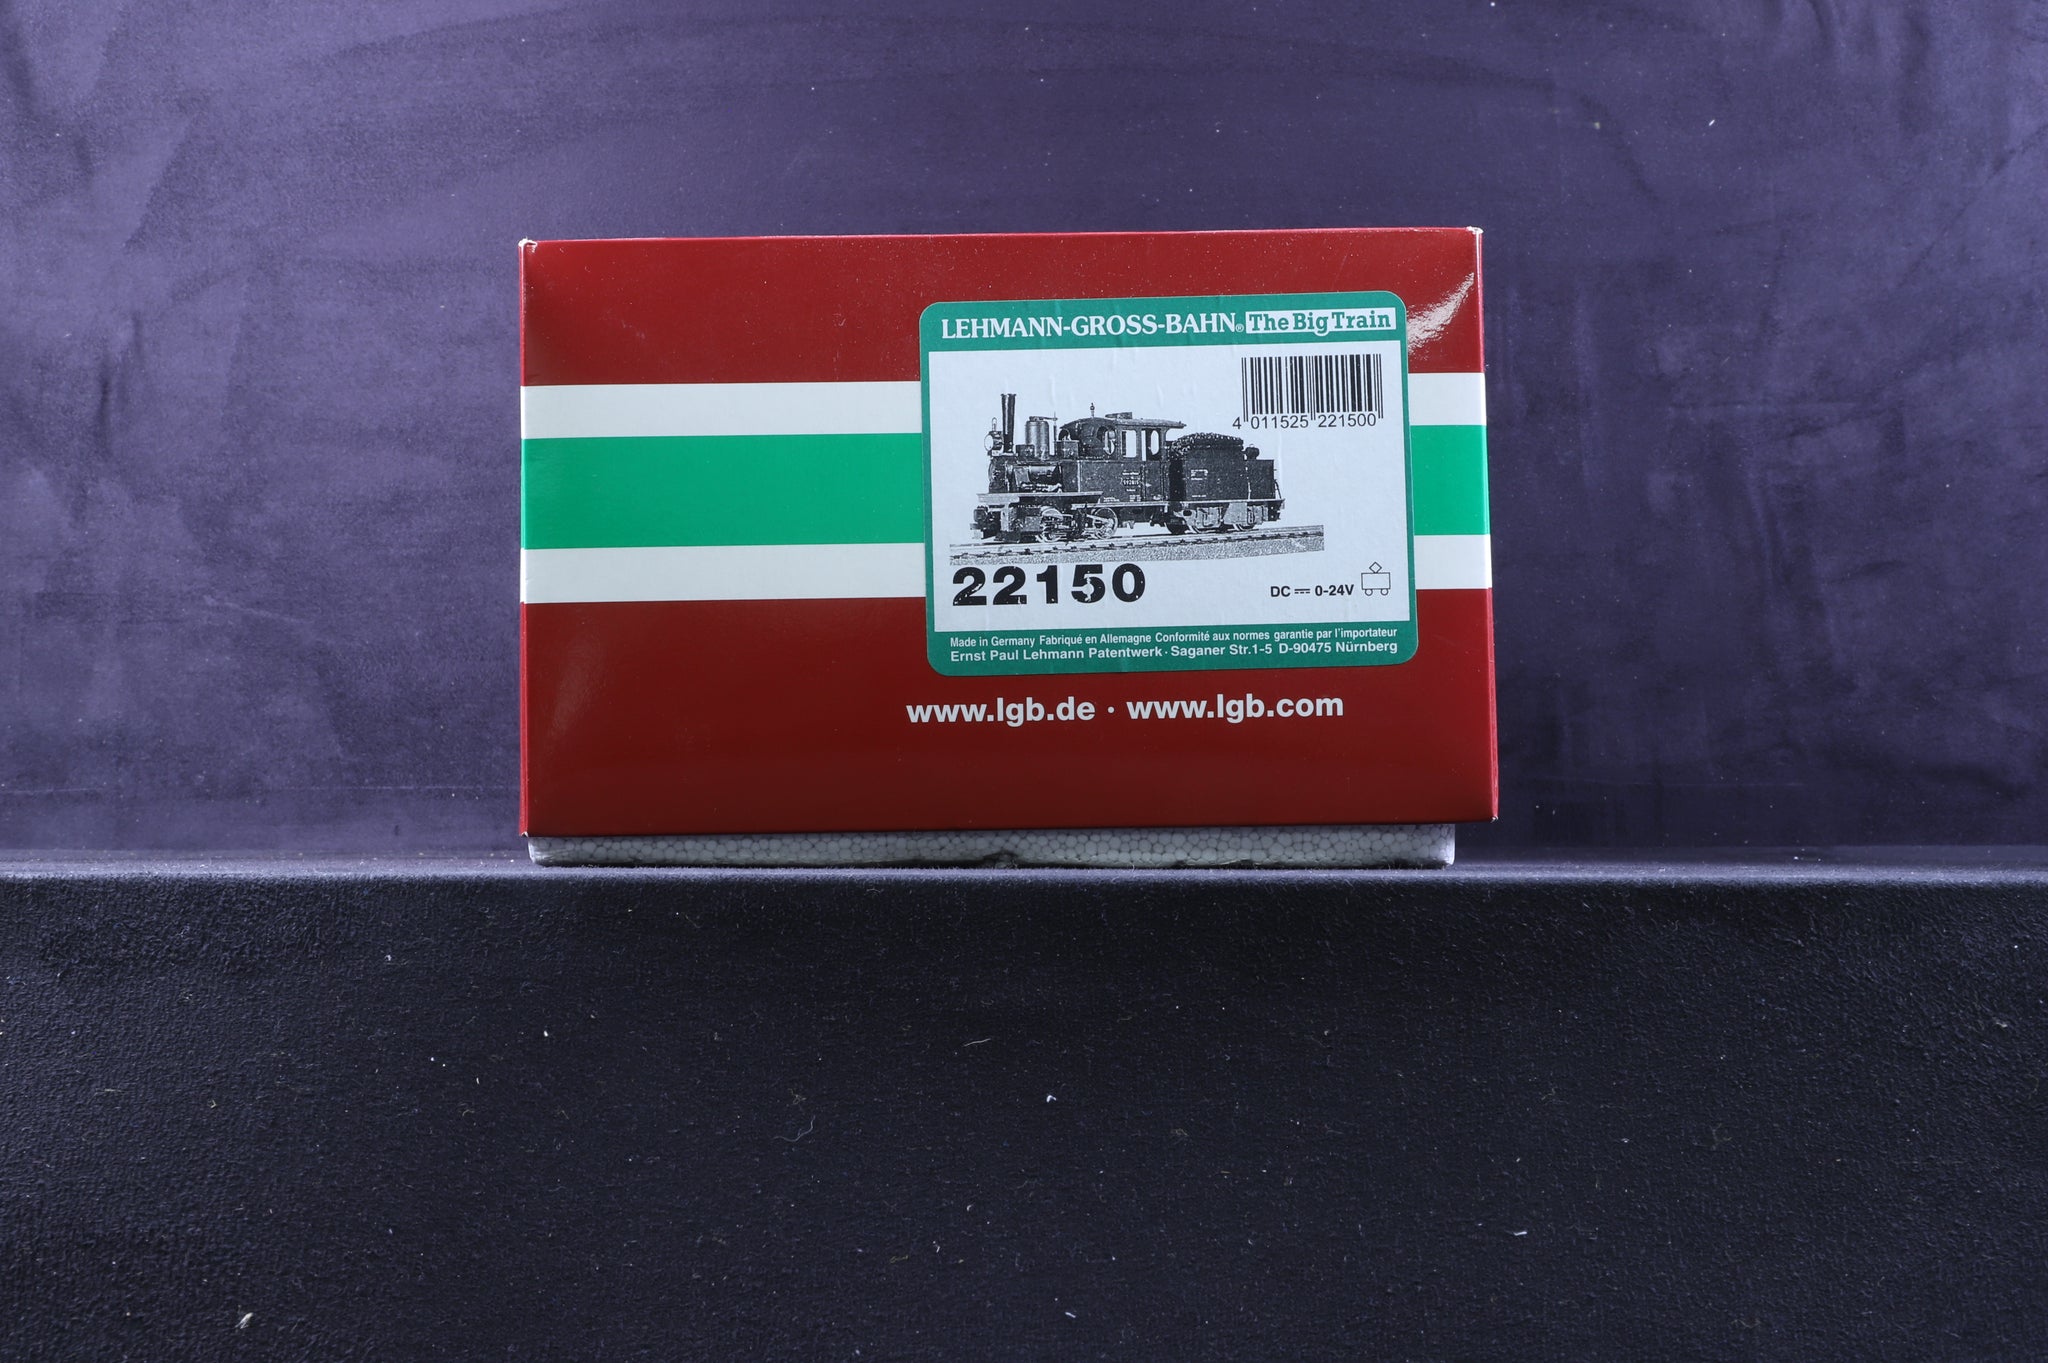 LEHMANN-GROSS-BAHN® The Big Train
4 011525 221500
22150
DC 0-24V
Made in Germany Fabriqué en Allemagne Conformité aux normes garantie par l'importateur
Ernst Paul Lehmann Patentwerk · Saganer Str.1-5 D-90475 Nürnberg
www.lgb.de · www.lgb.com